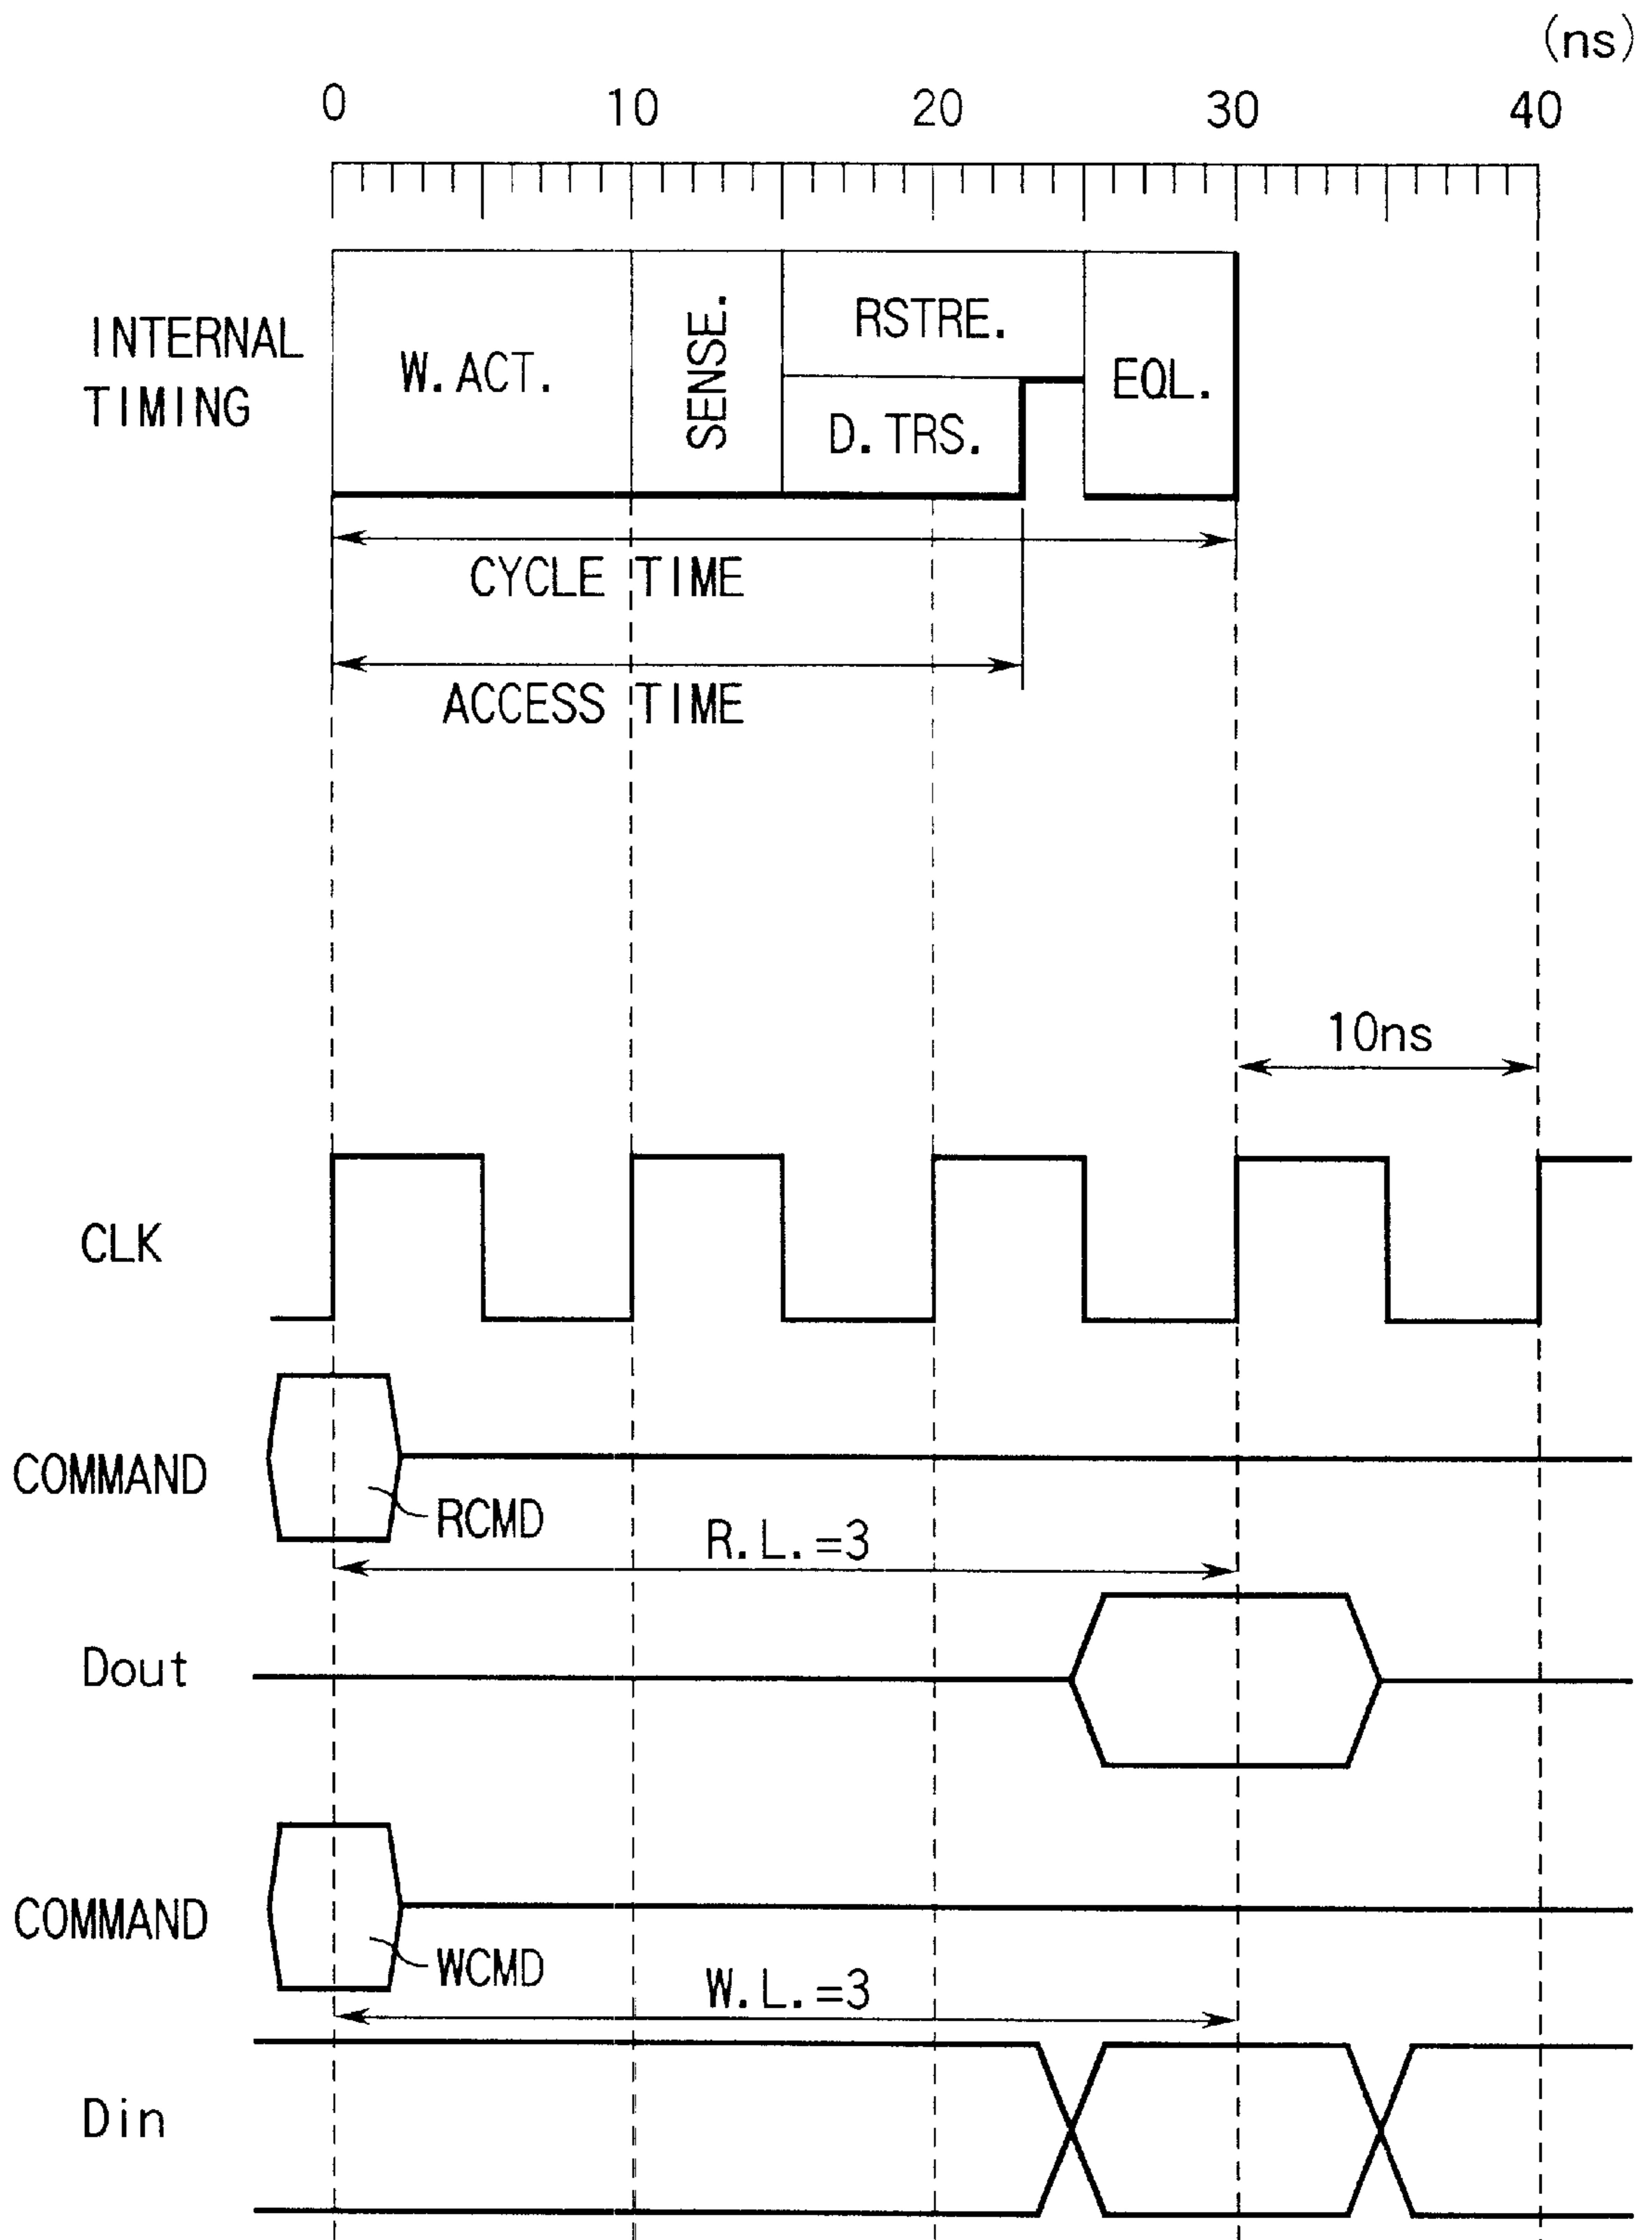 (ns)
0 10 20 30 40
INTERNAL
TIMING
W.ACT.
SENSE.
RSTRE.
D.TRS.
EQL.
CYCLE TIME
ACCESS TIME
10ns
CLK
COMMAND
RCMD
R.L.=3
Dout
COMMAND
WCMD
W.L.=3
Din